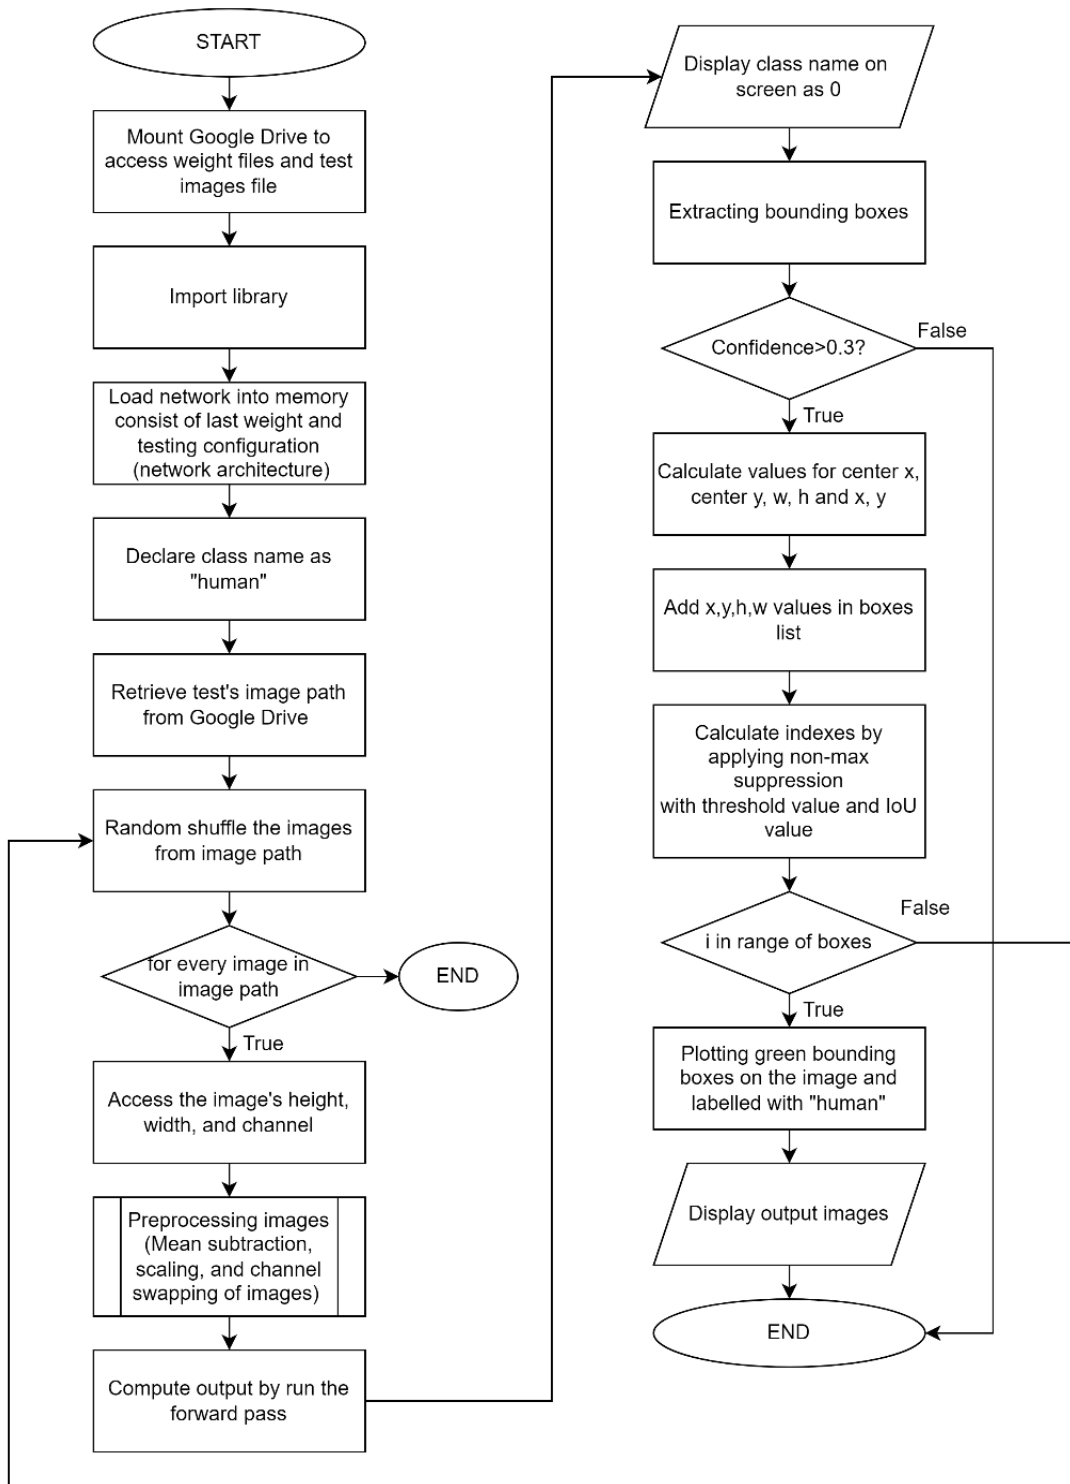 START
Mount Google Drive to
access weight files and test
images file
Import library
Load network into memory
consist of last weight and
testing configuration
(network architecture)
Declare class name as
"human"
Retrieve test's image path
from Google Drive
Random shuffle the images
from image path
for every image in
image path
END
True
Access the image's height,
width, and channel
Preprocessing images
(Mean subtraction,
scaling, and channel
swapping of images)
Compute output by run the
forward pass
Display class name on
screen as 0
Extracting bounding boxes
Confidence>0.3?
False
True
Calculate values for center x,
center y, w, h and x, y
Add x,y,h,w values in boxes
list
Calculate indexes by
applying non-max
suppression
with threshold value and IoU
value
i in range of boxes
False
True
Plotting green bounding
boxes on the image and
labelled with "human"
Display output images
END